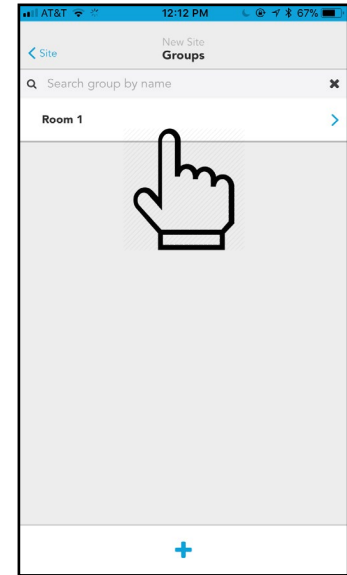 AT&T 12:12 PM 67%
New Site
Site
Groups
Search group by name
Room 1